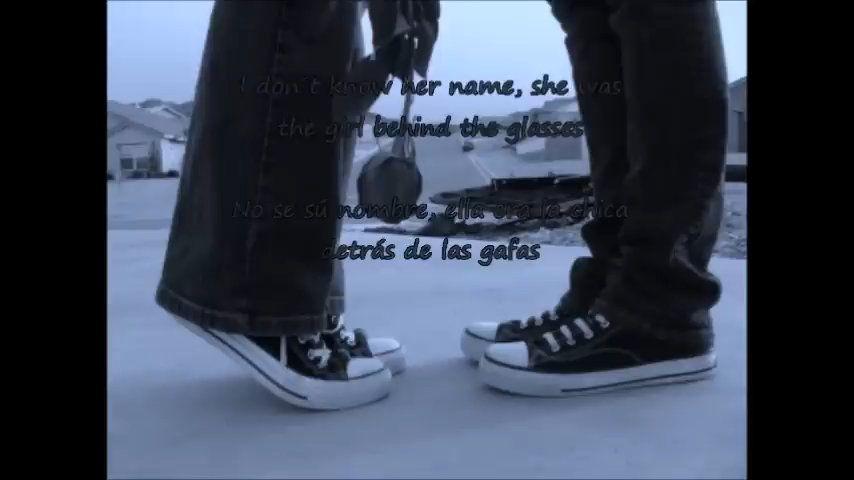 I don't know her name, she was
the girl behind the glasses
No se sú nombre, ella era la chica
detrás de las gafas